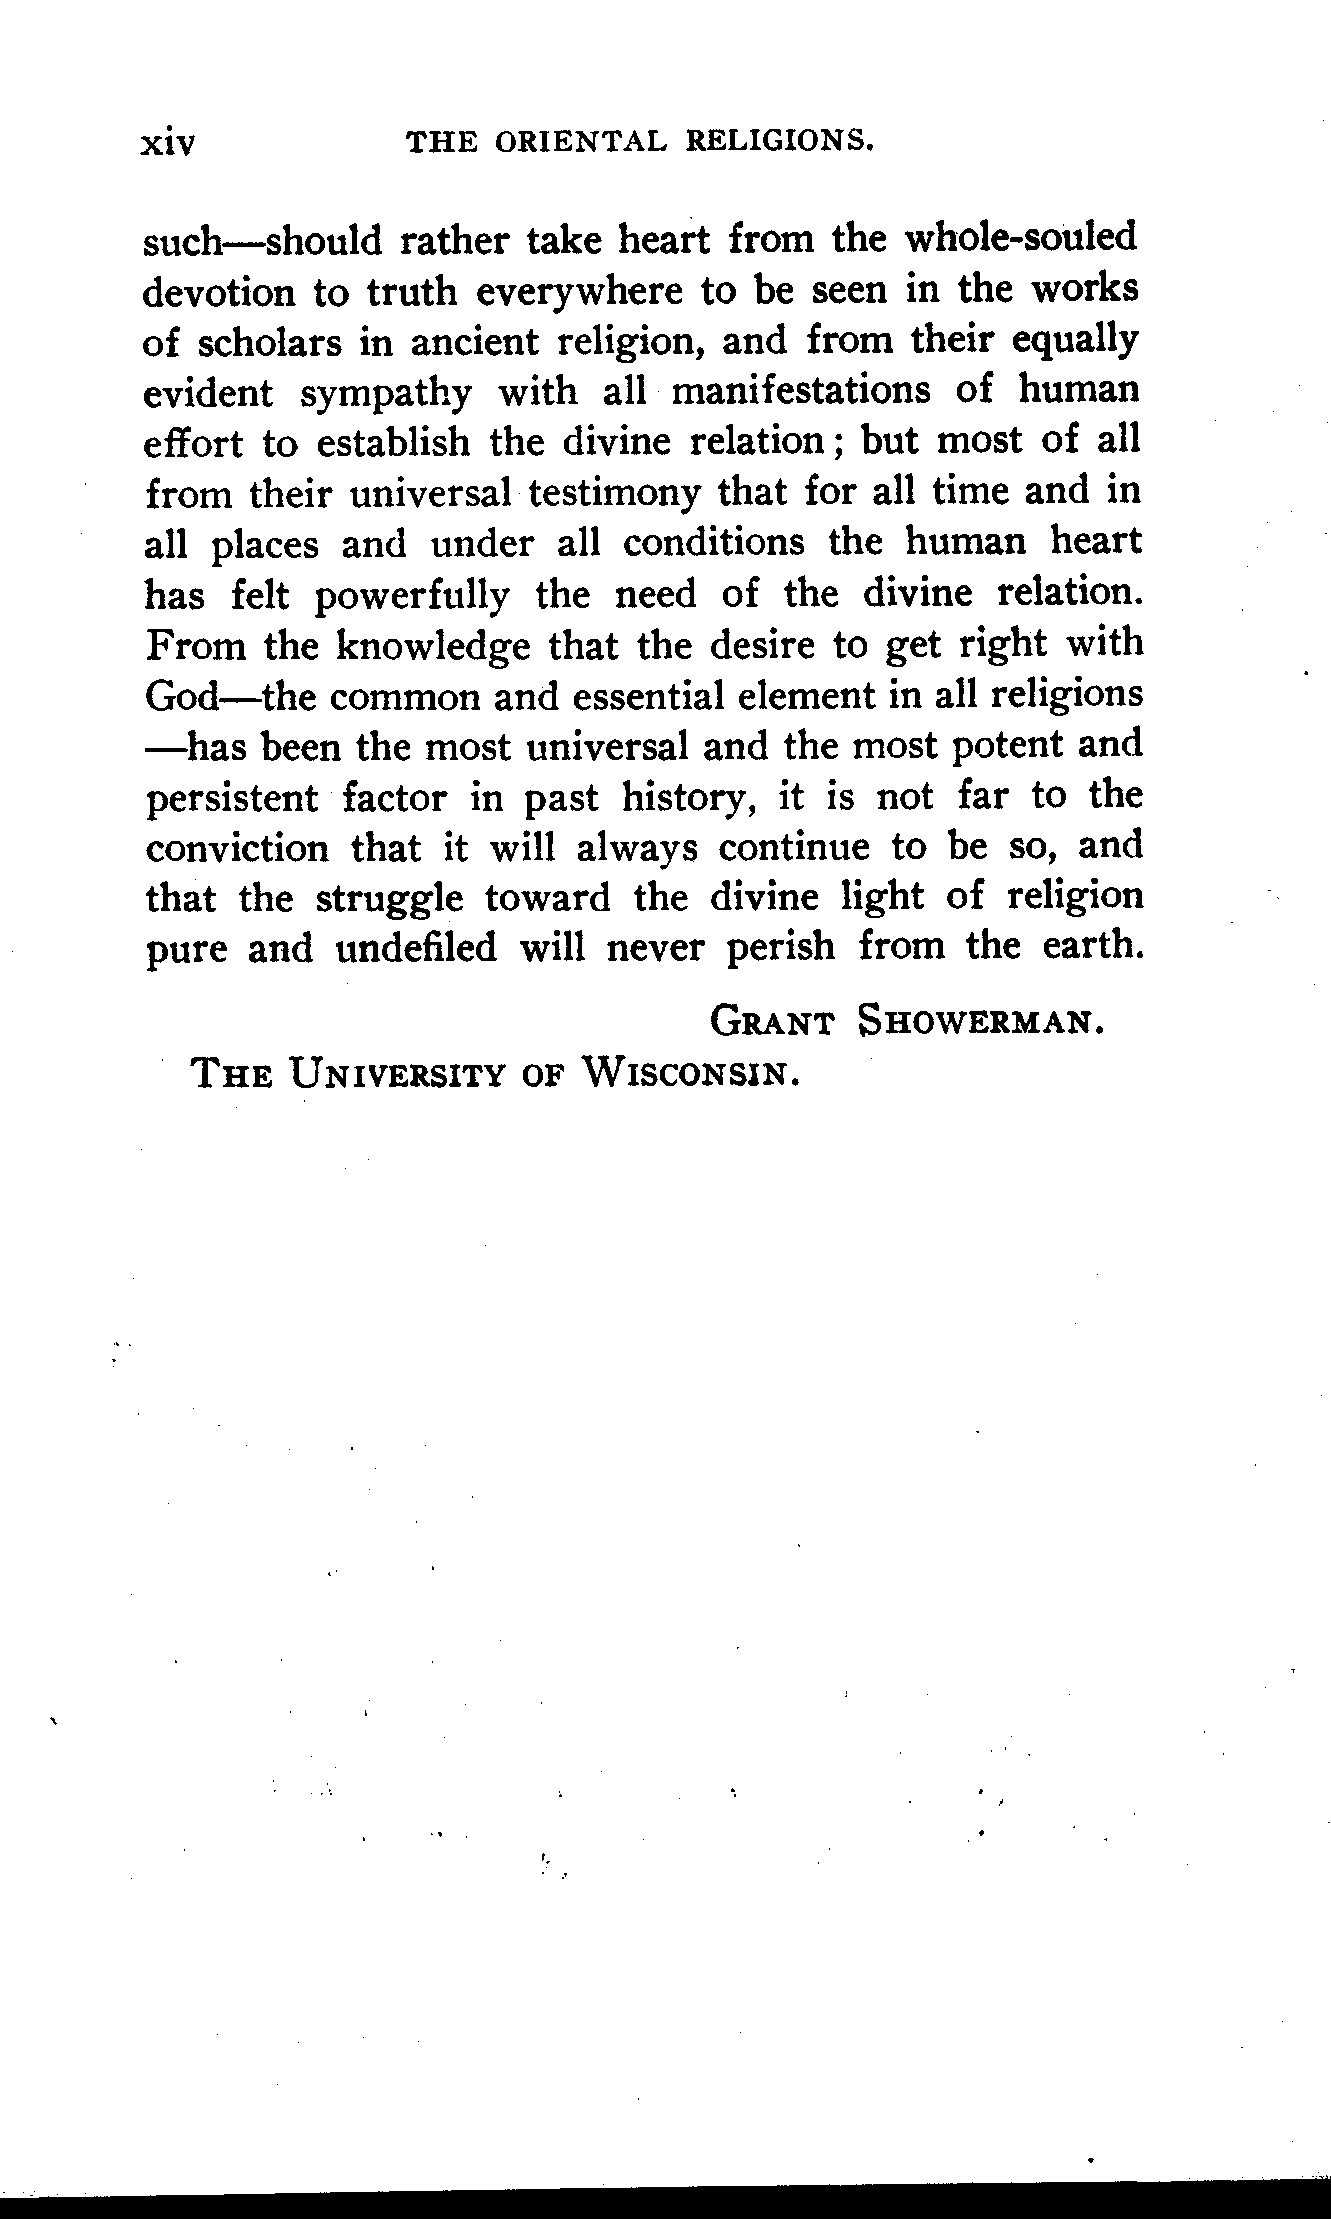 xiv THE ORIENTAL RELIGIONS.
such—should rather take heart from the whole-souled
devotion to truth everywhere to be seen in the works
of scholars in ancient religion, and from their equally
evident sympathy with all manifestations of human
effort to establish the divine relation; but most of all
from their universal testimony that for all time and in
all places and under all conditions the human heart
has felt powerfully the need of the divine relation.
From the knowledge that the desire to get right with
God—the common and essential element in all religions
—has been the most universal and the most potent and
persistent factor in past history, it is not far to the
conviction that it will always continue to be so, and
that the struggle toward the divine light of religion
pure and undefiled will never perish from the earth.
GRANT SHOWERMAN.
THE UNIVERSITY OF WISCONSIN.